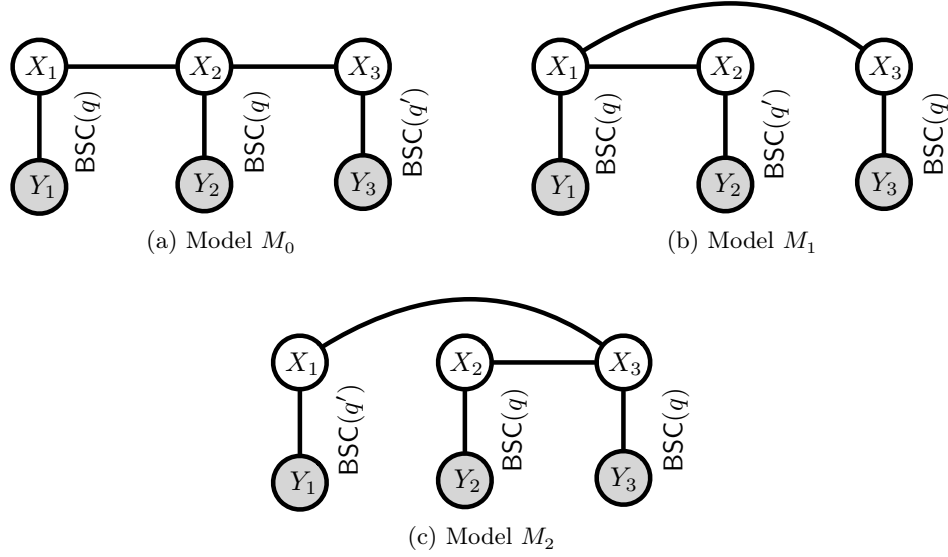 X₁ X₂ X₃
BSC(q) BSC(q) BSC(q′)
Y₁ Y₂ Y₃
(a) Model M₀
X₁ X₂ X₃
BSC(q) BSC(q′) BSC(q)
Y₁ Y₂ Y₃
(b) Model M₁
X₁ X₂ X₃
BSC(q′) BSC(q) BSC(q)
Y₁ Y₂ Y₃
(c) Model M₂